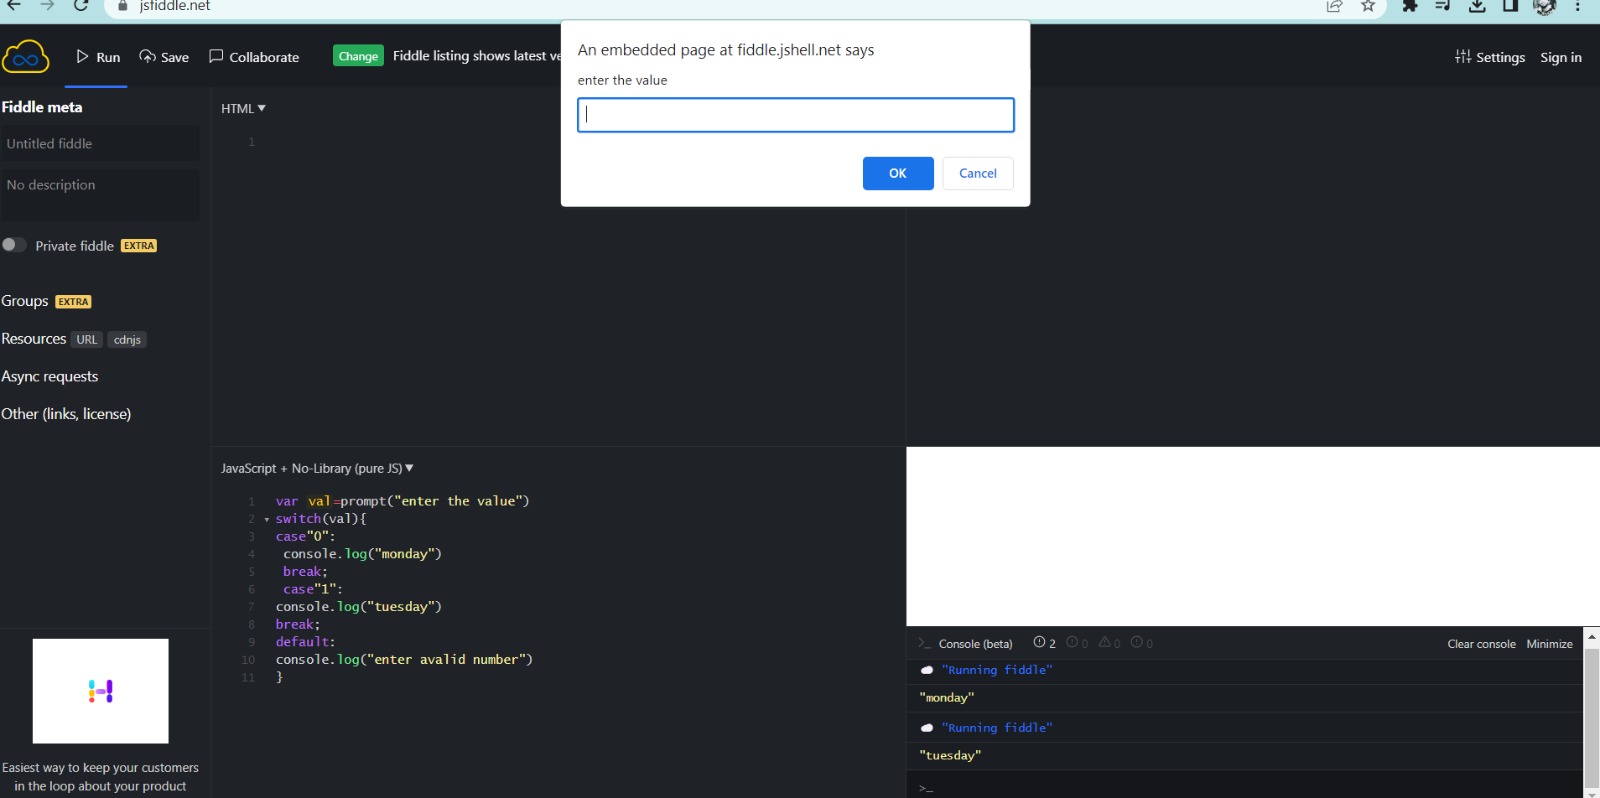 jsfiddle.net
Run
Save
Collaborate
Change
Fiddle listing shows latest ve
Settings
Sign in
An embedded page at fiddle.jshell.net says
enter the value
OK
Cancel
Fiddle meta
Untitled fiddle
No description
Private fiddle EXTRA
Groups EXTRA
Resources URL cdnjs
Async requests
Other (links, license)
Easiest way to keep your customers
in the loop about your product
HTML ▼
1
JavaScript + No-Library (pure JS) ▼
1 var val=prompt("enter the value")
2 ▾ switch(val){
3 case"0":
4 console.log("monday")
5 break;
6 case"1":
7 console.log("tuesday")
8 break;
9 default:
10 console.log("enter avalid number")
11 }
>_ Console (beta) 2 0 0 0 Clear console Minimize
"Running fiddle"
"monday"
"Running fiddle"
"tuesday"
>_